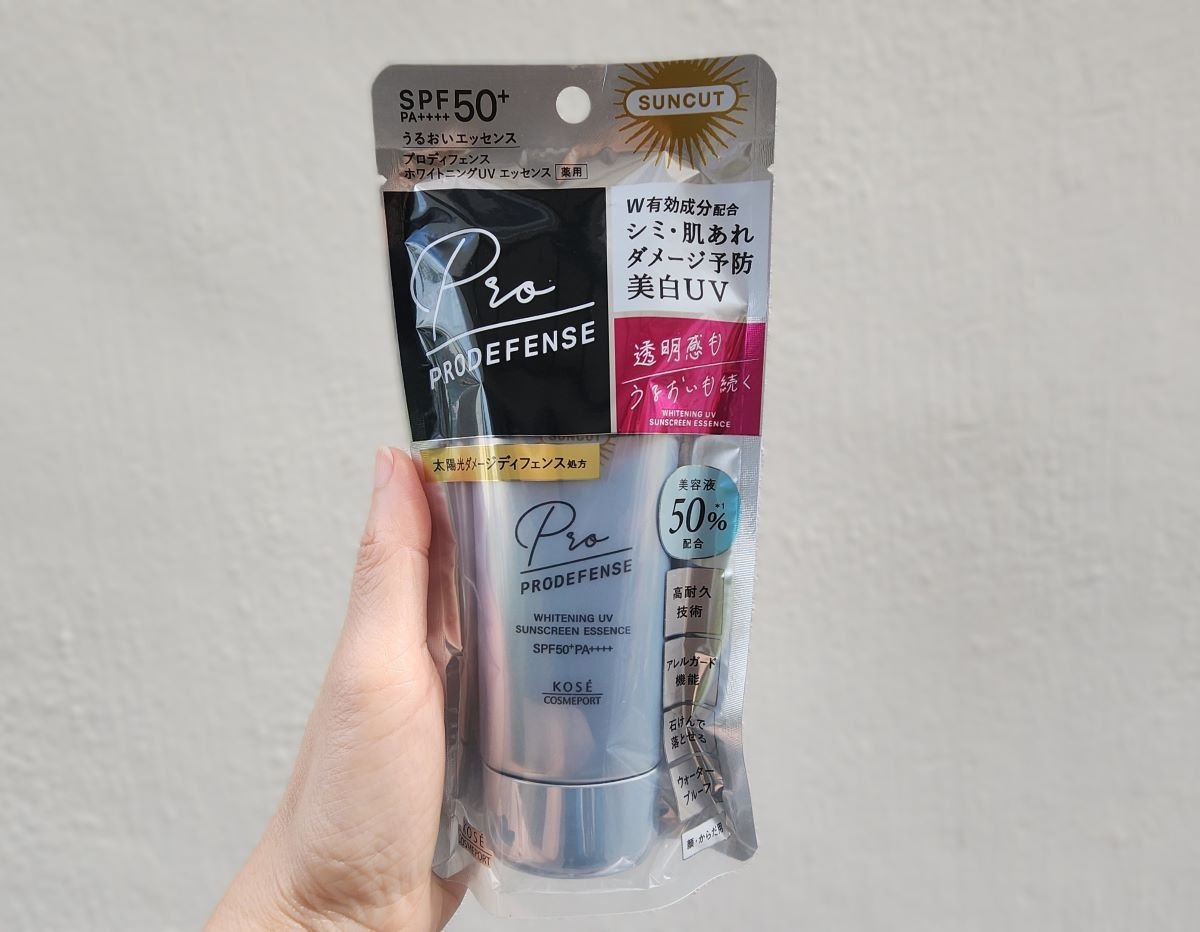 SPF50+
PA++++
SUNCUT
うるおいエッセンス
プロディフェンス
ホワイトニングUV エッセンス 薬用
W有効成分配合
シミ・肌あれ
ダメージ予防
美白UV
Pro
PRODEFENSE
透明感も
うるおいも続く
WHITENING UV
SUNSCREEN ESSENCE
SUNCUT
太陽光ダメージディフェンス処方
美容液
50%*1
配合
Pro
PRODEFENSE
WHITENING UV
SUNSCREEN ESSENCE
SPF50+PA++++
KOSÉ
COSMEPORT
高耐久
技術
アレルガード
機能
石けんで
落とせる
ウォーター
プルーフ
顔・からだ用
KOSÉ
COSMEPORT